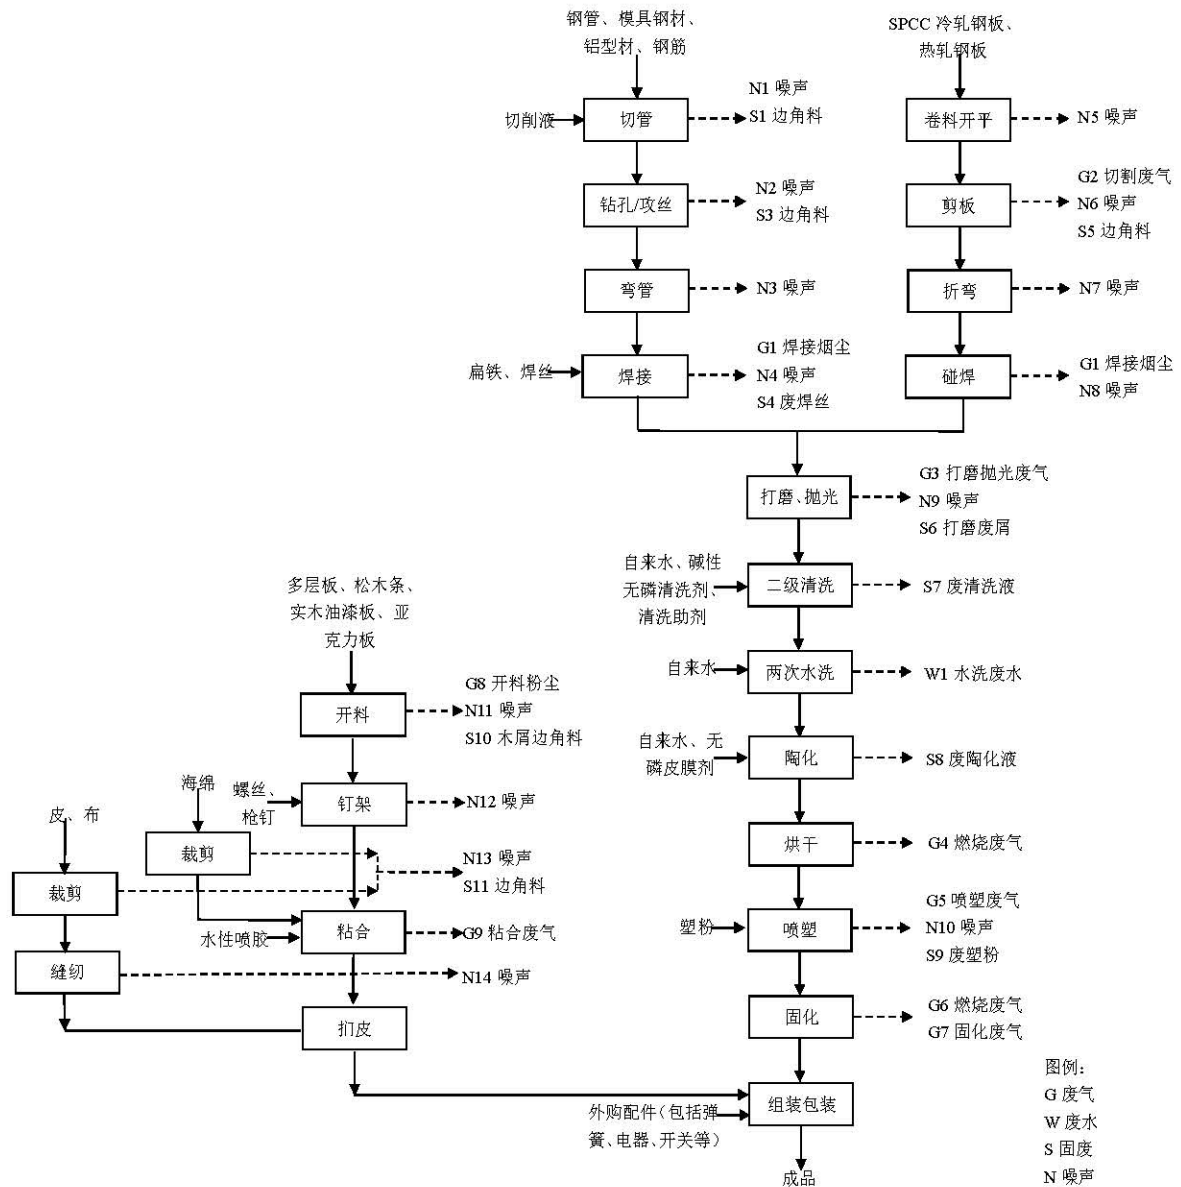 钢管、模具钢材、
铝型材、钢筋
SPCC 冷轧钢板、
热轧钢板
切削液
切管
N1 噪声
S1 边角料
卷料开平
N5 噪声
钻孔/攻丝
N2 噪声
S3 边角料
剪板
G2 切割废气
N6 噪声
S5 边角料
弯管
N3 噪声
折弯
N7 噪声
扁铁、焊丝
焊接
G1 焊接烟尘
N4 噪声
S4 废焊丝
碰焊
G1 焊接烟尘
N8 噪声
打磨、抛光
G3 打磨抛光废气
N9 噪声
S6 打磨废屑
自来水、碱性
无磷清洗剂、
清洗助剂
二级清洗
S7 废清洗液
自来水
两次水洗
W1 水洗废水
自来水、无
磷皮膜剂
陶化
S8 废陶化液
烘干
G4 燃烧废气
塑粉
喷塑
G5 喷塑废气
N10 噪声
S9 废塑粉
固化
G6 燃烧废气
G7 固化废气
多层板、松木条、
实木油漆板、亚
克力板
开料
G8 开料粉尘
N11 噪声
S10 木屑边角料
螺丝、
枪钉
钉架
N12 噪声
海绵
裁剪
皮、布
裁剪
N13 噪声
S11 边角料
水性喷胶
粘合
G9 粘合废气
缝纫
N14 噪声
扪皮
外购配件（包括弹
簧、电器、开关等）
组装包装
成品
图例：
G 废气
W 废水
S 固废
N 噪声